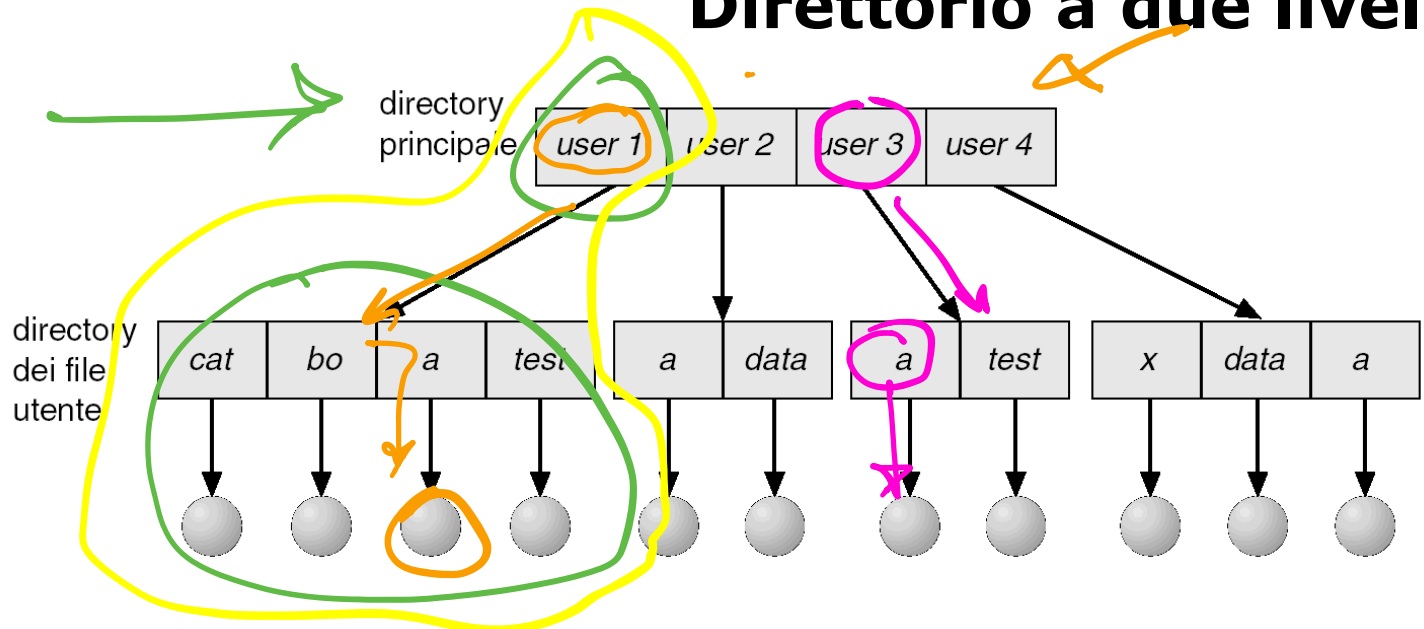 Direttorio a due livel
directory
principale
user 1 user 2 user 3 user 4
directory
dei file
utente
cat bo a test a data a test x data a